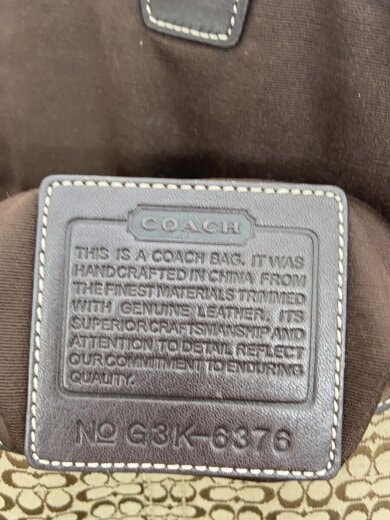 COACH
THIS IS A COACH BAG. IT WAS
HANDCRAFTED IN CHINA FROM
THE FINEST MATERIALS TRIMMED
WITH GENUINE LEATHER. ITS
SUPERIOR CRAFTSMANSHIP AND
ATTENTION TO DETAIL REFLECT
OUR COMMITMENT TO ENDURING
QUALITY.
Nº G3K-6376